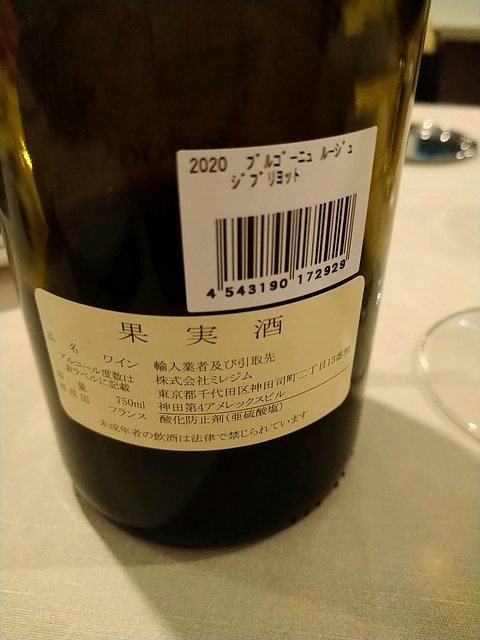 2020 ブルゴーニュ ルージュ
ジブリヨット
4 543190 172929
果実酒
品名 ワイン
アルコール度数は
表ラベルに記載
容量 750ml
原産国 フランス
輸入業者及び引取先
株式会社ミレジム
東京都千代田区神田司町二丁目13番地
神田第4アメレックスビル
酸化防止剤(亜硫酸塩)
未成年者の飲酒は法律で禁じられています